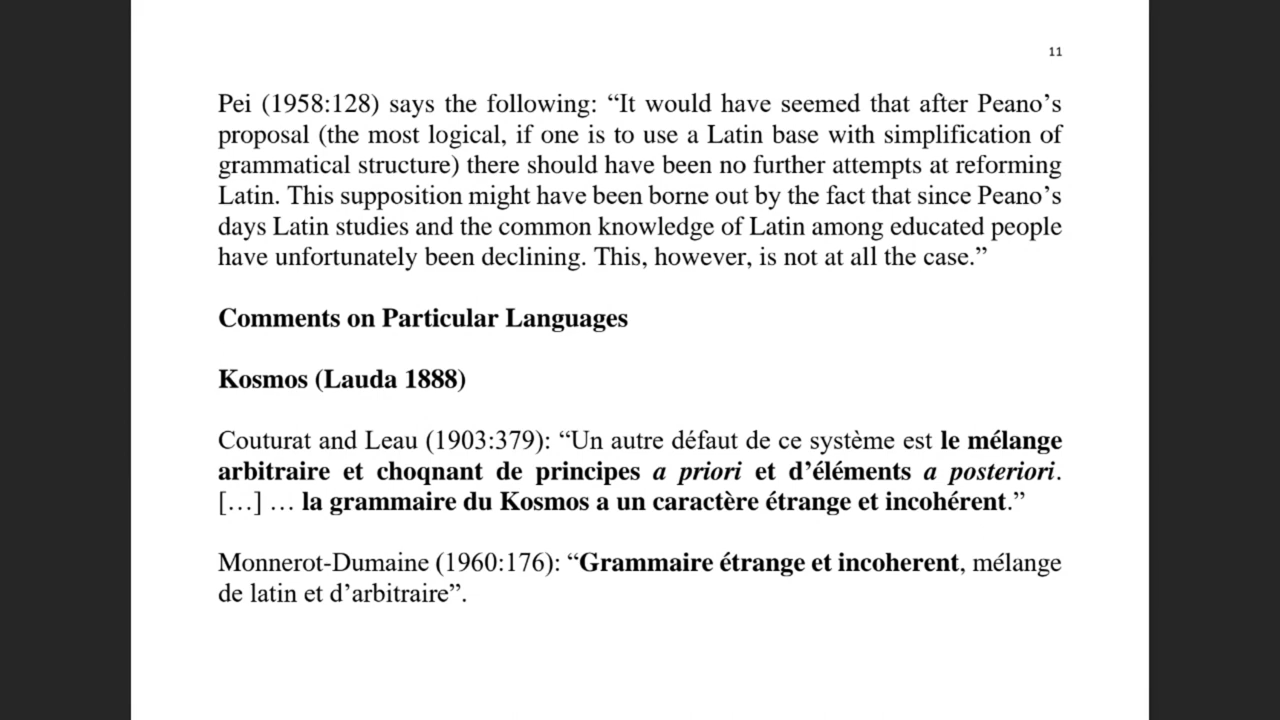 11
Pei (1958:128) says the following: “It would have seemed that after Peano’s
proposal (the most logical, if one is to use a Latin base with simplification of
grammatical structure) there should have been no further attempts at reforming
Latin. This supposition might have been borne out by the fact that since Peano’s
days Latin studies and the common knowledge of Latin among educated people
have unfortunately been declining. This, however, is not at all the case.”
Comments on Particular Languages
Kosmos (Lauda 1888)
Couturat and Leau (1903:379): “Un autre défaut de ce système est le mélange
arbitraire et choqnant de principes a priori et d’éléments a posteriori.
[…] … la grammaire du Kosmos a un caractère étrange et incohérent.”
Monnerot-Dumaine (1960:176): “Grammaire étrange et incoherent, mélange
de latin et d’arbitraire”.